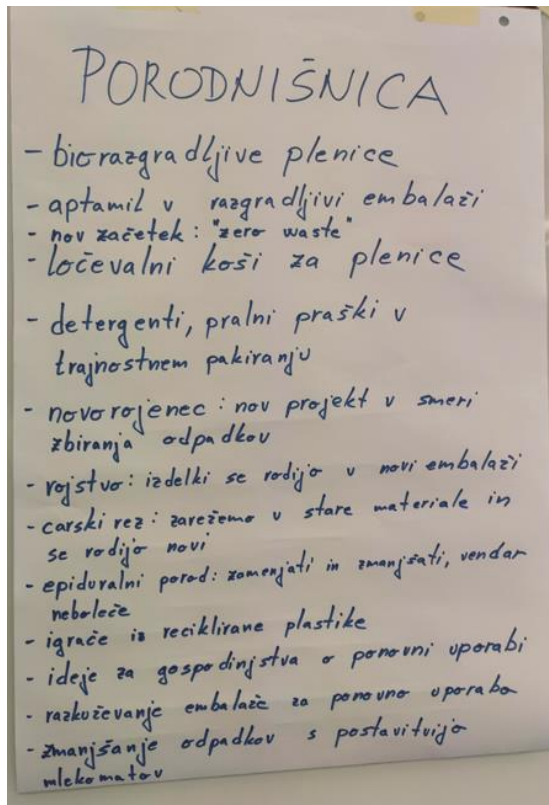 PORODNIŠNICA
- biorazgradljive plenice
- aptamil v razgradljivi embalaži
- nov začetek: "zero waste"
- ločevalni koši za plenice
- detergenti, pralni praški v
trajnostnem pakiranju
- novorojenec: nov projekt v smeri
zbiranja odpadkov
- rojstvo: izdelki se rodijo v novi embalaži
- carski rez: zarežemo v stare materiale in
se rodijo novi
- epiduralni porod: zamenjati in zmanjšati, vendar
neboleče
- igrače iz reciklirane plastike
- ideje za gospodinjstva o ponovni uporabi
- razkuževanje embalaže za ponovno uporabo
- zmanjšanje odpadkov s postavitvijo
mlekomatov